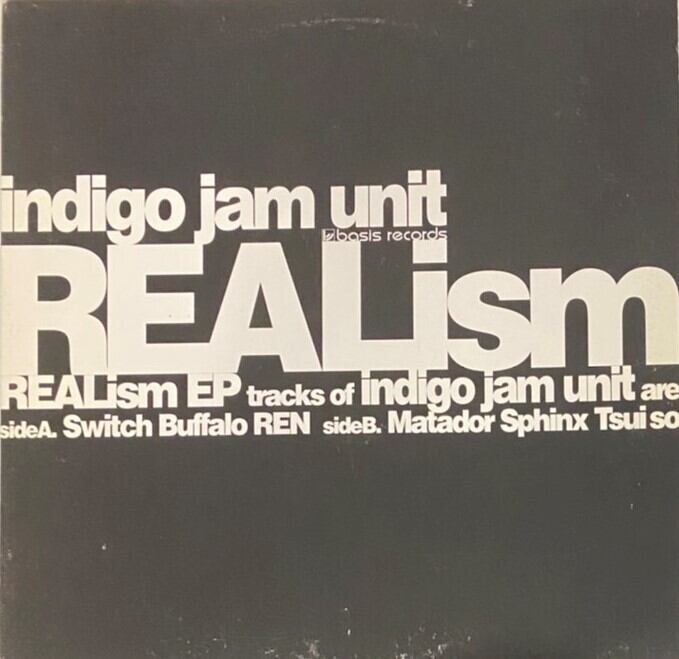 indigo jam unit
basis records
REALism
REALism EP tracks of indigo jam unit are
sideA. Switch Buffalo REN sideB. Matador Sphinx Tsui so